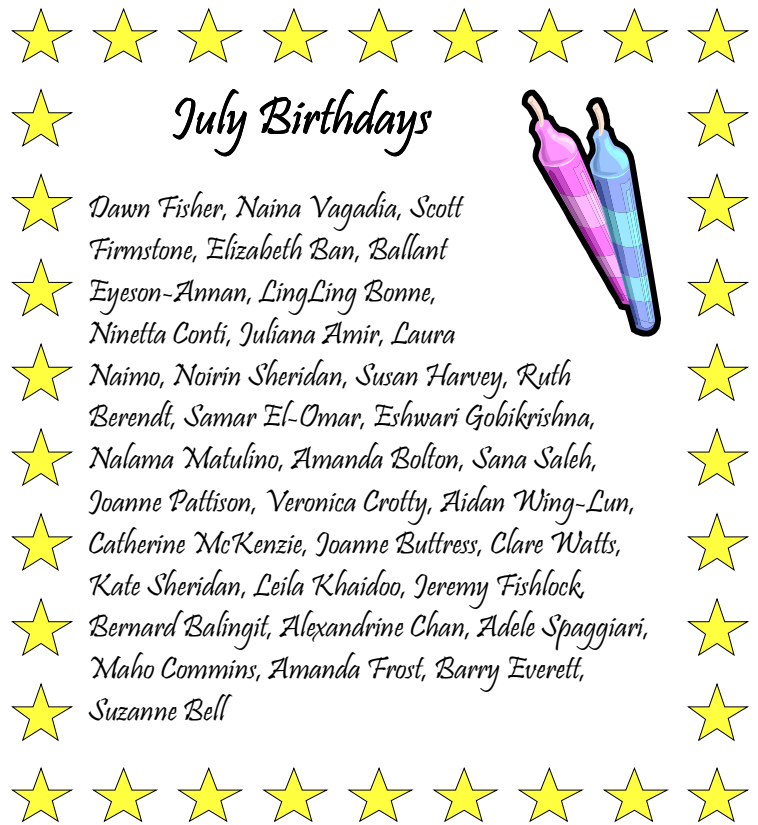 July Birthdays
Dawn Fisher, Naina Vagadia, Scott
Firmstone, Elizabeth Ban, Ballant
Eyeson-Annan, LingLing Bonne,
Ninetta Conti, Juliana Amir, Laura
Naimo, Noirin Sheridan, Susan Harvey, Ruth
Berendt, Samar El-Omar, Eshwari Gobikrishna,
Nalama Matulino, Amanda Bolton, Sana Saleh,
Joanne Pattison, Veronica Crotty, Aidan Wing-Lun,
Catherine McKenzie, Joanne Buttress, Clare Watts,
Kate Sheridan, Leila Khaidoo, Jeremy Fishlock,
Bernard Balingit, Alexandrine Chan, Adele Spaggiari,
Maho Commins, Amanda Frost, Barry Everett,
Suzanne Bell